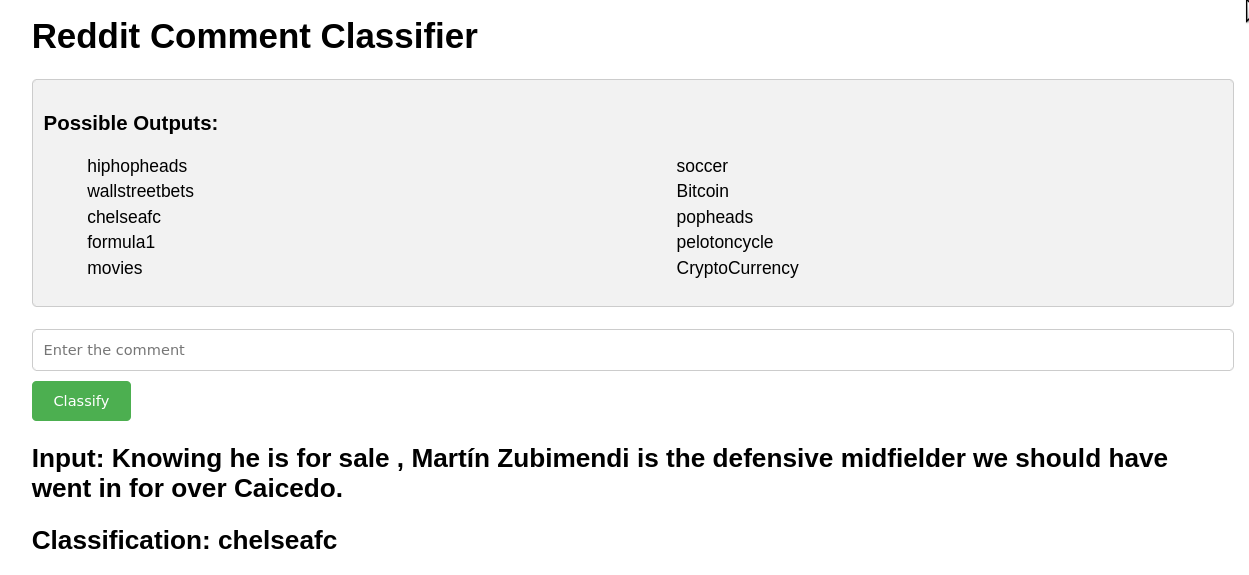 Reddit Comment Classifier
Possible Outputs:
hiphopheads
wallstreetbets
chelseafc
formula1
movies
soccer
Bitcoin
popheads
pelotoncycle
CryptoCurrency
Enter the comment
Classify
Input: Knowing he is for sale , Martín Zubimendi is the defensive midfielder we should have
went in for over Caicedo.
Classification: chelseafc